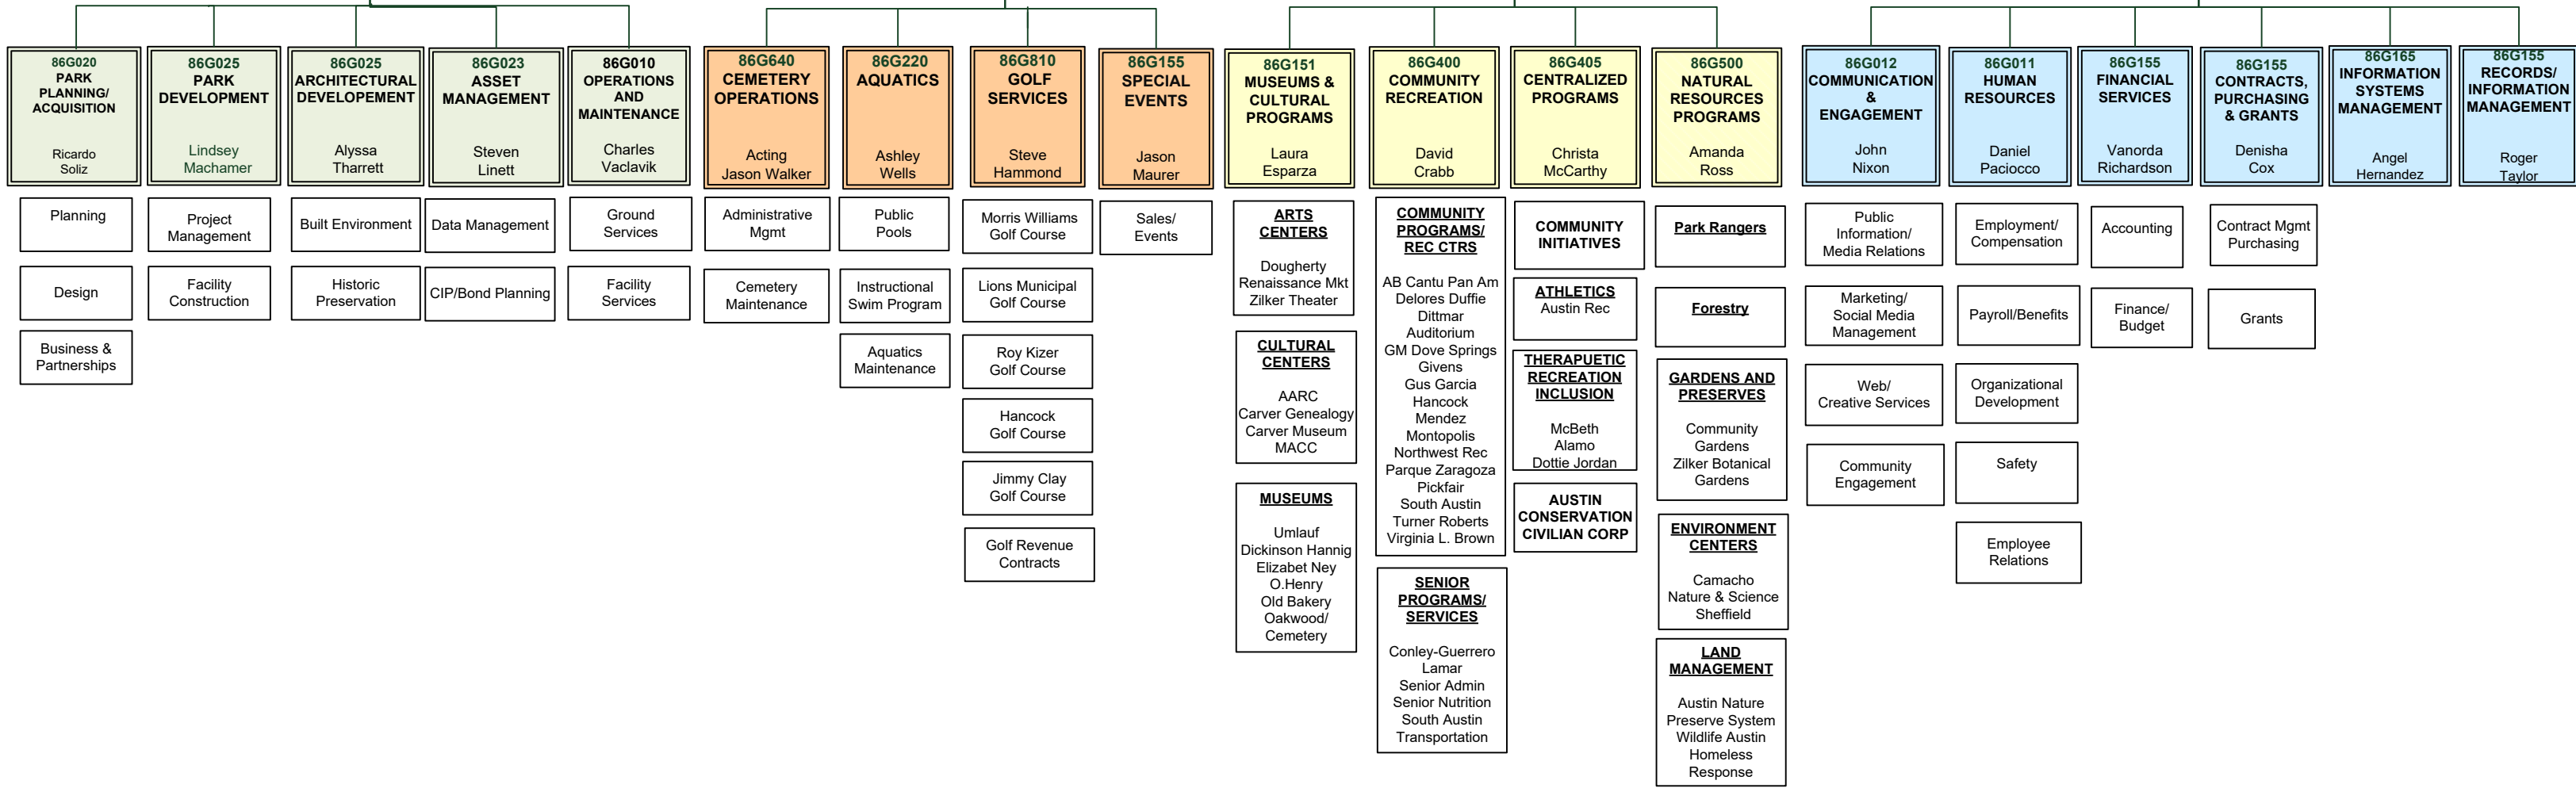 86G020
PARK
PLANNING/
ACQUISITION
Ricardo
Soliz
Planning
Design
Business &
Partnerships
86G025
PARK
DEVELOPMENT
Lindsey
Machamer
Project
Management
Facility
Construction
86G025
ARCHITECTURAL
DEVELOPEMENT
Alyssa
Tharrett
Built Environment
Historic
Preservation
86G023
ASSET
MANAGEMENT
Steven
Linett
Data Management
CIP/Bond Planning
86G010
OPERATIONS
AND
MAINTENANCE
Charles
Vaclavik
Ground
Services
Facility
Services
86G640
CEMETERY
OPERATIONS
Acting
Jason Walker
Administrative
Mgmt
Cemetery
Maintenance
86G220
AQUATICS
Ashley
Wells
Public
Pools
Instructional
Swim Program
Aquatics
Maintenance
86G810
GOLF
SERVICES
Steve
Hammond
Morris Williams
Golf Course
Lions Municipal
Golf Course
Roy Kizer
Golf Course
Hancock
Golf Course
Jimmy Clay
Golf Course
Golf Revenue
Contracts
86G155
SPECIAL
EVENTS
Jason
Maurer
Sales/
Events
86G151
MUSEUMS &
CULTURAL
PROGRAMS
Laura
Esparza
ARTS
CENTERS
Dougherty
Renaissance Mkt
Zilker Theater
CULTURAL
CENTERS
AARC
Carver Genealogy
Carver Museum
MACC
MUSEUMS
Umlauf
Dickinson Hannig
Elizabet Ney
O.Henry
Old Bakery
Oakwood/
Cemetery
86G400
COMMUNITY
RECREATION
David
Crabb
COMMUNITY
PROGRAMS/
REC CTRS
AB Cantu Pan Am
Delores Duffie
Dittmar
Auditorium
GM Dove Springs
Givens
Gus Garcia
Hancock
Mendez
Montopolis
Northwest Rec
Parque Zaragoza
Pickfair
South Austin
Turner Roberts
Virginia L. Brown
SENIOR
PROGRAMS/
SERVICES
Conley-Guerrero
Lamar
Senior Admin
Senior Nutrition
South Austin
Transportation
86G405
CENTRALIZED
PROGRAMS
Christa
McCarthy
COMMUNITY
INITIATIVES
ATHLETICS
Austin Rec
THERAPUETIC
RECREATION
INCLUSION
McBeth
Alamo
Dottie Jordan
AUSTIN
CONSERVATION
CIVILIAN CORP
86G500
NATURAL
RESOURCES
PROGRAMS
Amanda
Ross
Park Rangers
Forestry
GARDENS AND
PRESERVES
Community
Gardens
Zilker Botanical
Gardens
ENVIRONMENT
CENTERS
Camacho
Nature & Science
Sheffield
LAND
MANAGEMENT
Austin Nature
Preserve System
Wildlife Austin
Homeless
Response
86G012
COMMUNICATION
&
ENGAGEMENT
John
Nixon
Public
Information/
Media Relations
Marketing/
Social Media
Management
Web/
Creative Services
Community
Engagement
86G011
HUMAN
RESOURCES
Daniel
Paciocco
Employment/
Compensation
Payroll/Benefits
Organizational
Development
Safety
Employee
Relations
86G155
FINANCIAL
SERVICES
Vanorda
Richardson
Accounting
Finance/
Budget
86G155
CONTRACTS,
PURCHASING
& GRANTS
Denisha
Cox
Contract Mgmt
Purchasing
Grants
86G165
INFORMATION
SYSTEMS
MANAGEMENT
Angel
Hernandez
86G155
RECORDS/
INFORMATION
MANAGEMENT
Roger
Taylor